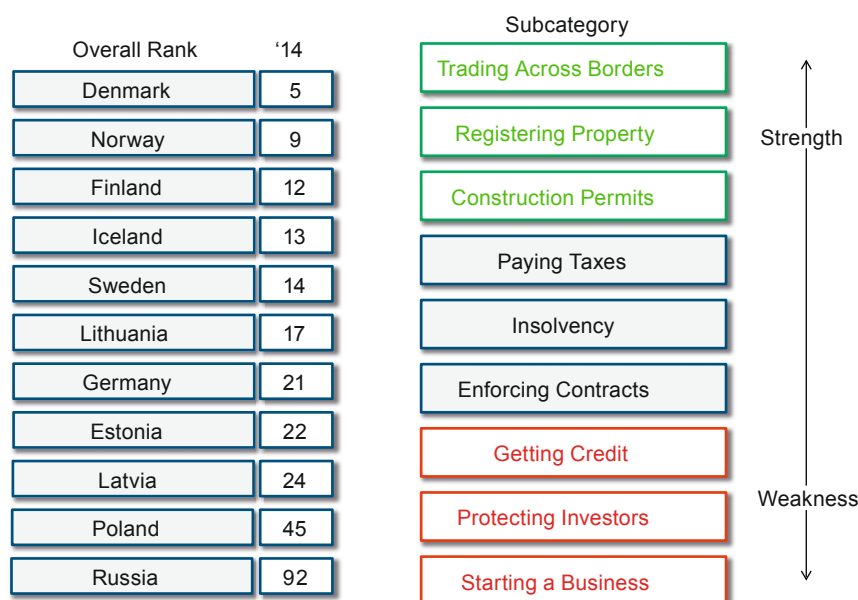 Overall Rank ‘14
Denmark 5
Norway 9
Finland 12
Iceland 13
Sweden 14
Lithuania 17
Germany 21
Estonia 22
Latvia 24
Poland 45
Russia 92
Subcategory
Trading Across Borders
Registering Property
Construction Permits
Paying Taxes
Insolvency
Enforcing Contracts
Getting Credit
Protecting Investors
Starting a Business
Strength
Weakness